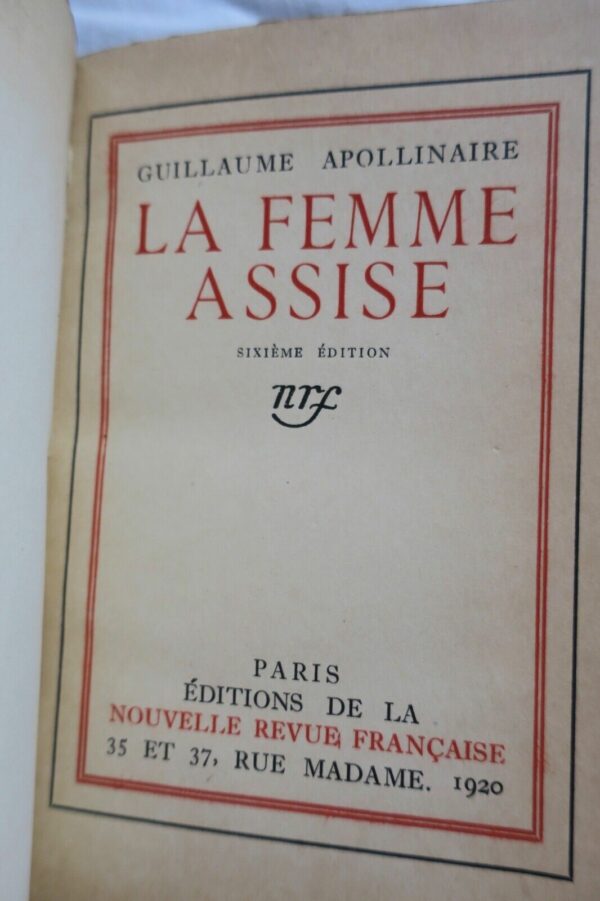 GUILLAUME APOLLINAIRE
LA FEMME
ASSISE
SIXIÈME ÉDITION
nrf
PARIS
ÉDITIONS DE LA
NOUVELLE REVUE FRANÇAISE
35 ET 37, RUE MADAME. 1920